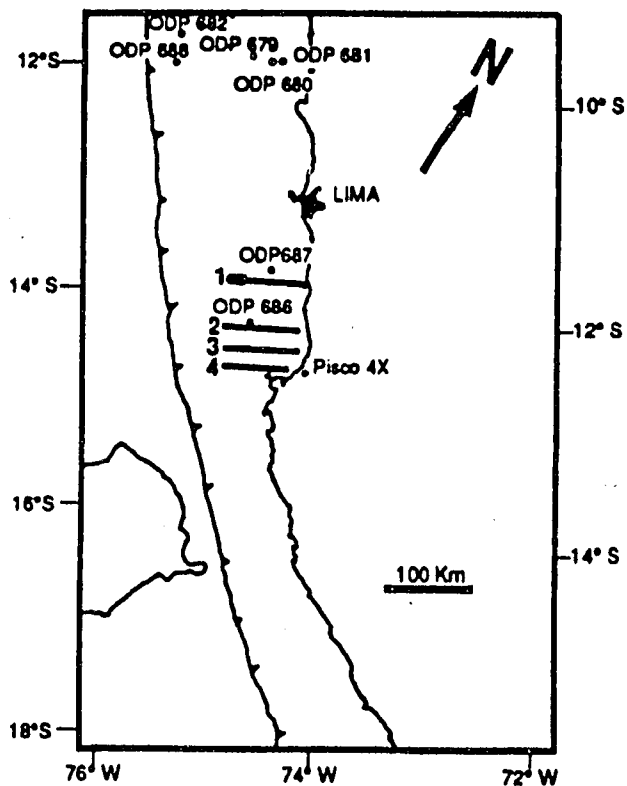 ODP 682
ODP 679
ODP 688
ODP 681
12°S
ODP 680
10° S
N
LIMA
ODP687
14°S
1
ODP 686
2
12° S
3
4
Pisco 4X
16°S
14° S
100 Km
18°S
76° W
74° W
72° W